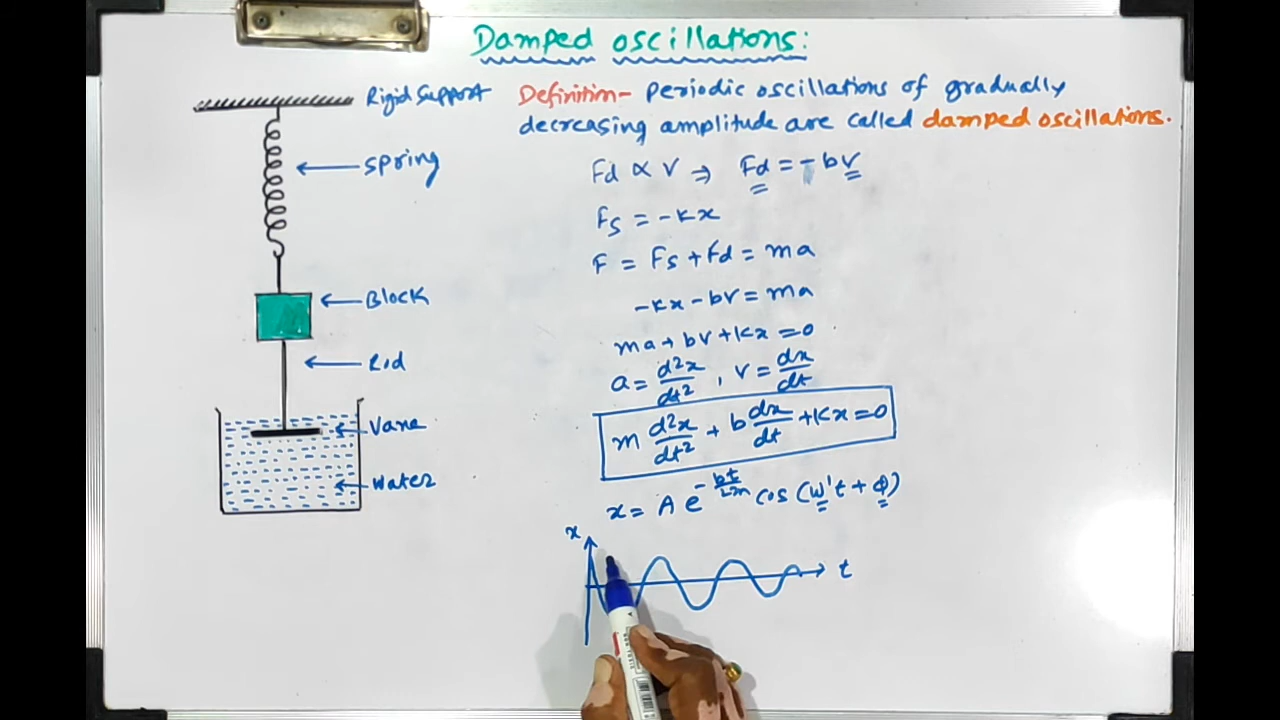 Damped oscillations:
Rigid Support
Definition- Periodic oscillations of gradually
decreasing amplitude are called damped oscillations.
Spring
Block
Rod
Vane
Water
Fd ∝ v ⇒ Fd = -bv
Fs = -kx
F = Fs + Fd = ma
-kx - bv = ma
ma + bv + kx = 0
a = d²x/dt² , v = dx/dt
m d²x/dt² + b dx/dt + kx = 0
x = A e^(-bt/2m) cos (ω't + ϕ)
x
t